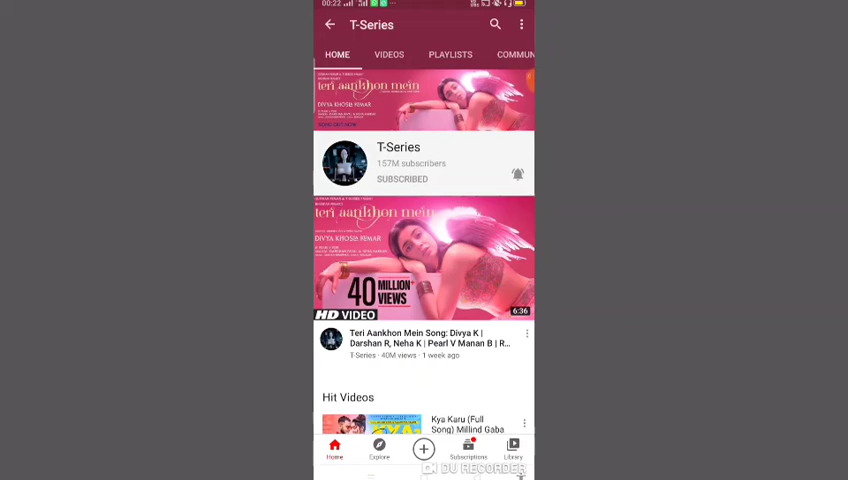 00:22
T-Series
HOME VIDEOS PLAYLISTS COMMUN
teri aankhon mein
DIVYA KHOSLA KUMAR
T-Series
157M subscribers
SUBSCRIBED
teri aankhon mein
DIVYA KHOSLA KUMAR
40 MILLION+
VIEWS
HD VIDEO
6:36
Teri Aankhon Mein Song: Divya K |
Darshan R, Neha K | Pearl V Manan B | R...
T-Series · 40M views · 1 week ago
Hit Videos
Kya Karu (Full
Song) Millind Gaba
Home Explore Subscriptions Library
DU RECORDER